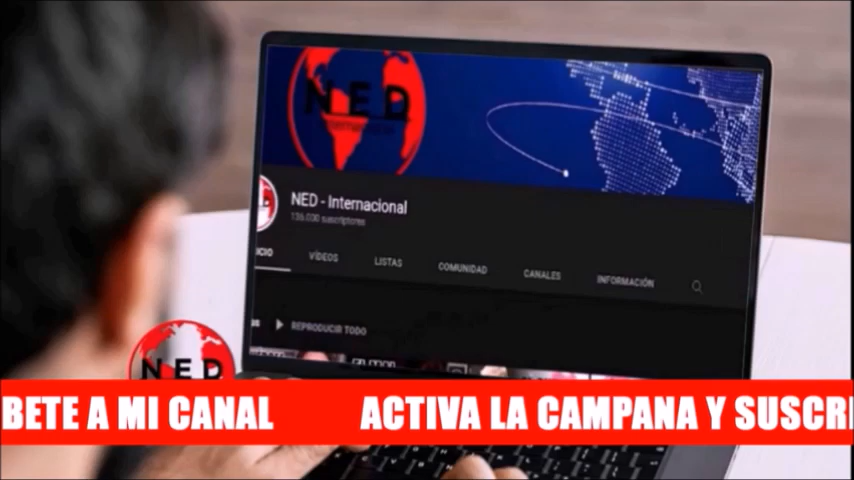 NED
NED - Internacional
136.000 suscriptores
ICIO VÍDEOS LISTAS COMUNIDAD CANALES INFORMACIÓN
REPRODUCIR TODO
NED
BETE A MI CANAL ACTIVA LA CAMPANA Y SUSCRI